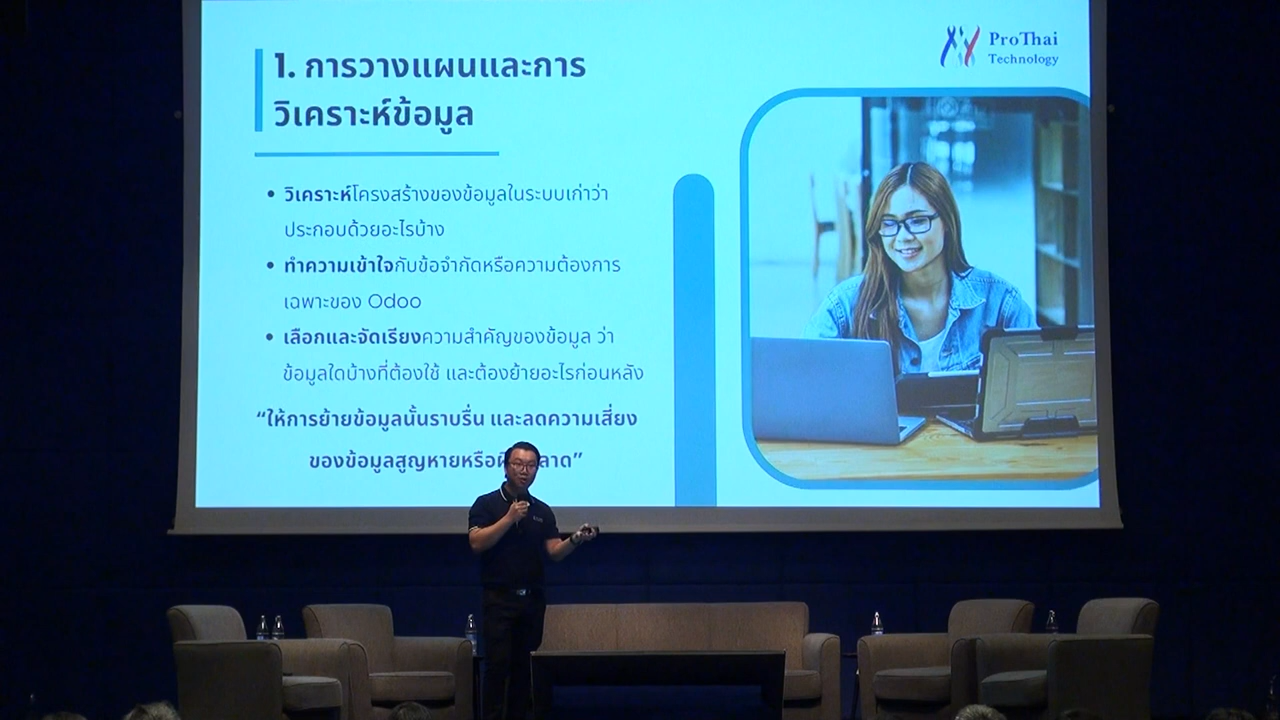 ProThai
Technology
1. การวางแผนและการ
วิเคราะห์ข้อมูล
• วิเคราะห์โครงสร้างของข้อมูลในระบบเก่าว่า
ประกอบด้วยอะไรบ้าง
• ทำความเข้าใจกับข้อจำกัดหรือความต้องการ
เฉพาะของ Odoo
• เลือกและจัดเรียงความสำคัญของข้อมูล ว่า
ข้อมูลใดบ้างที่ต้องใช้ และต้องย้ายอะไรก่อนหลัง
“ให้การย้ายข้อมูลนั้นราบรื่น และลดความเสี่ยง
ของข้อมูลสูญหายหรือ